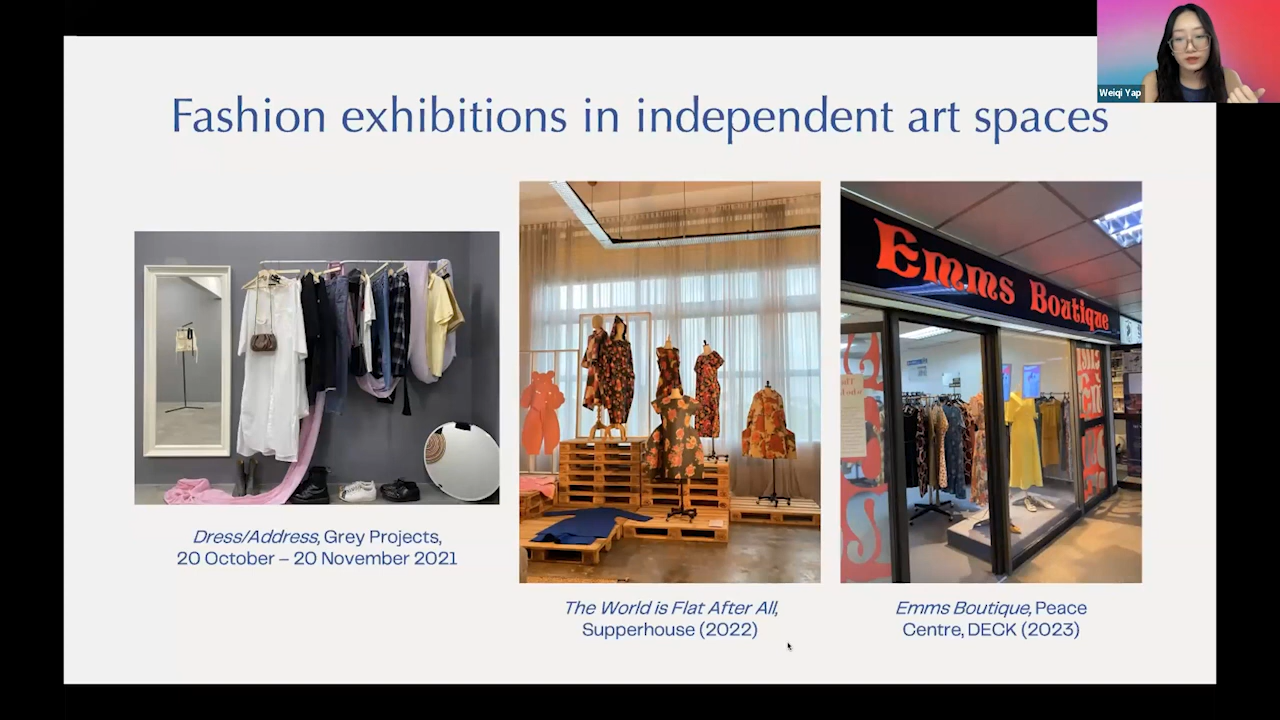 Weiqi Yap
Fashion exhibitions in independent art spaces
Emms Boutique
Dress/Address, Grey Projects,
20 October – 20 November 2021
The World is Flat After All,
Supperhouse (2022)
Emms Boutique, Peace
Centre, DECK (2023)